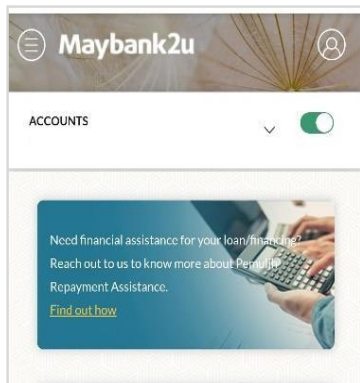 Maybank2u
ACCOUNTS
Need financial assistance for your loan/financing?
Reach out to us to know more about Pemulih
Repayment Assistance.
Find out how